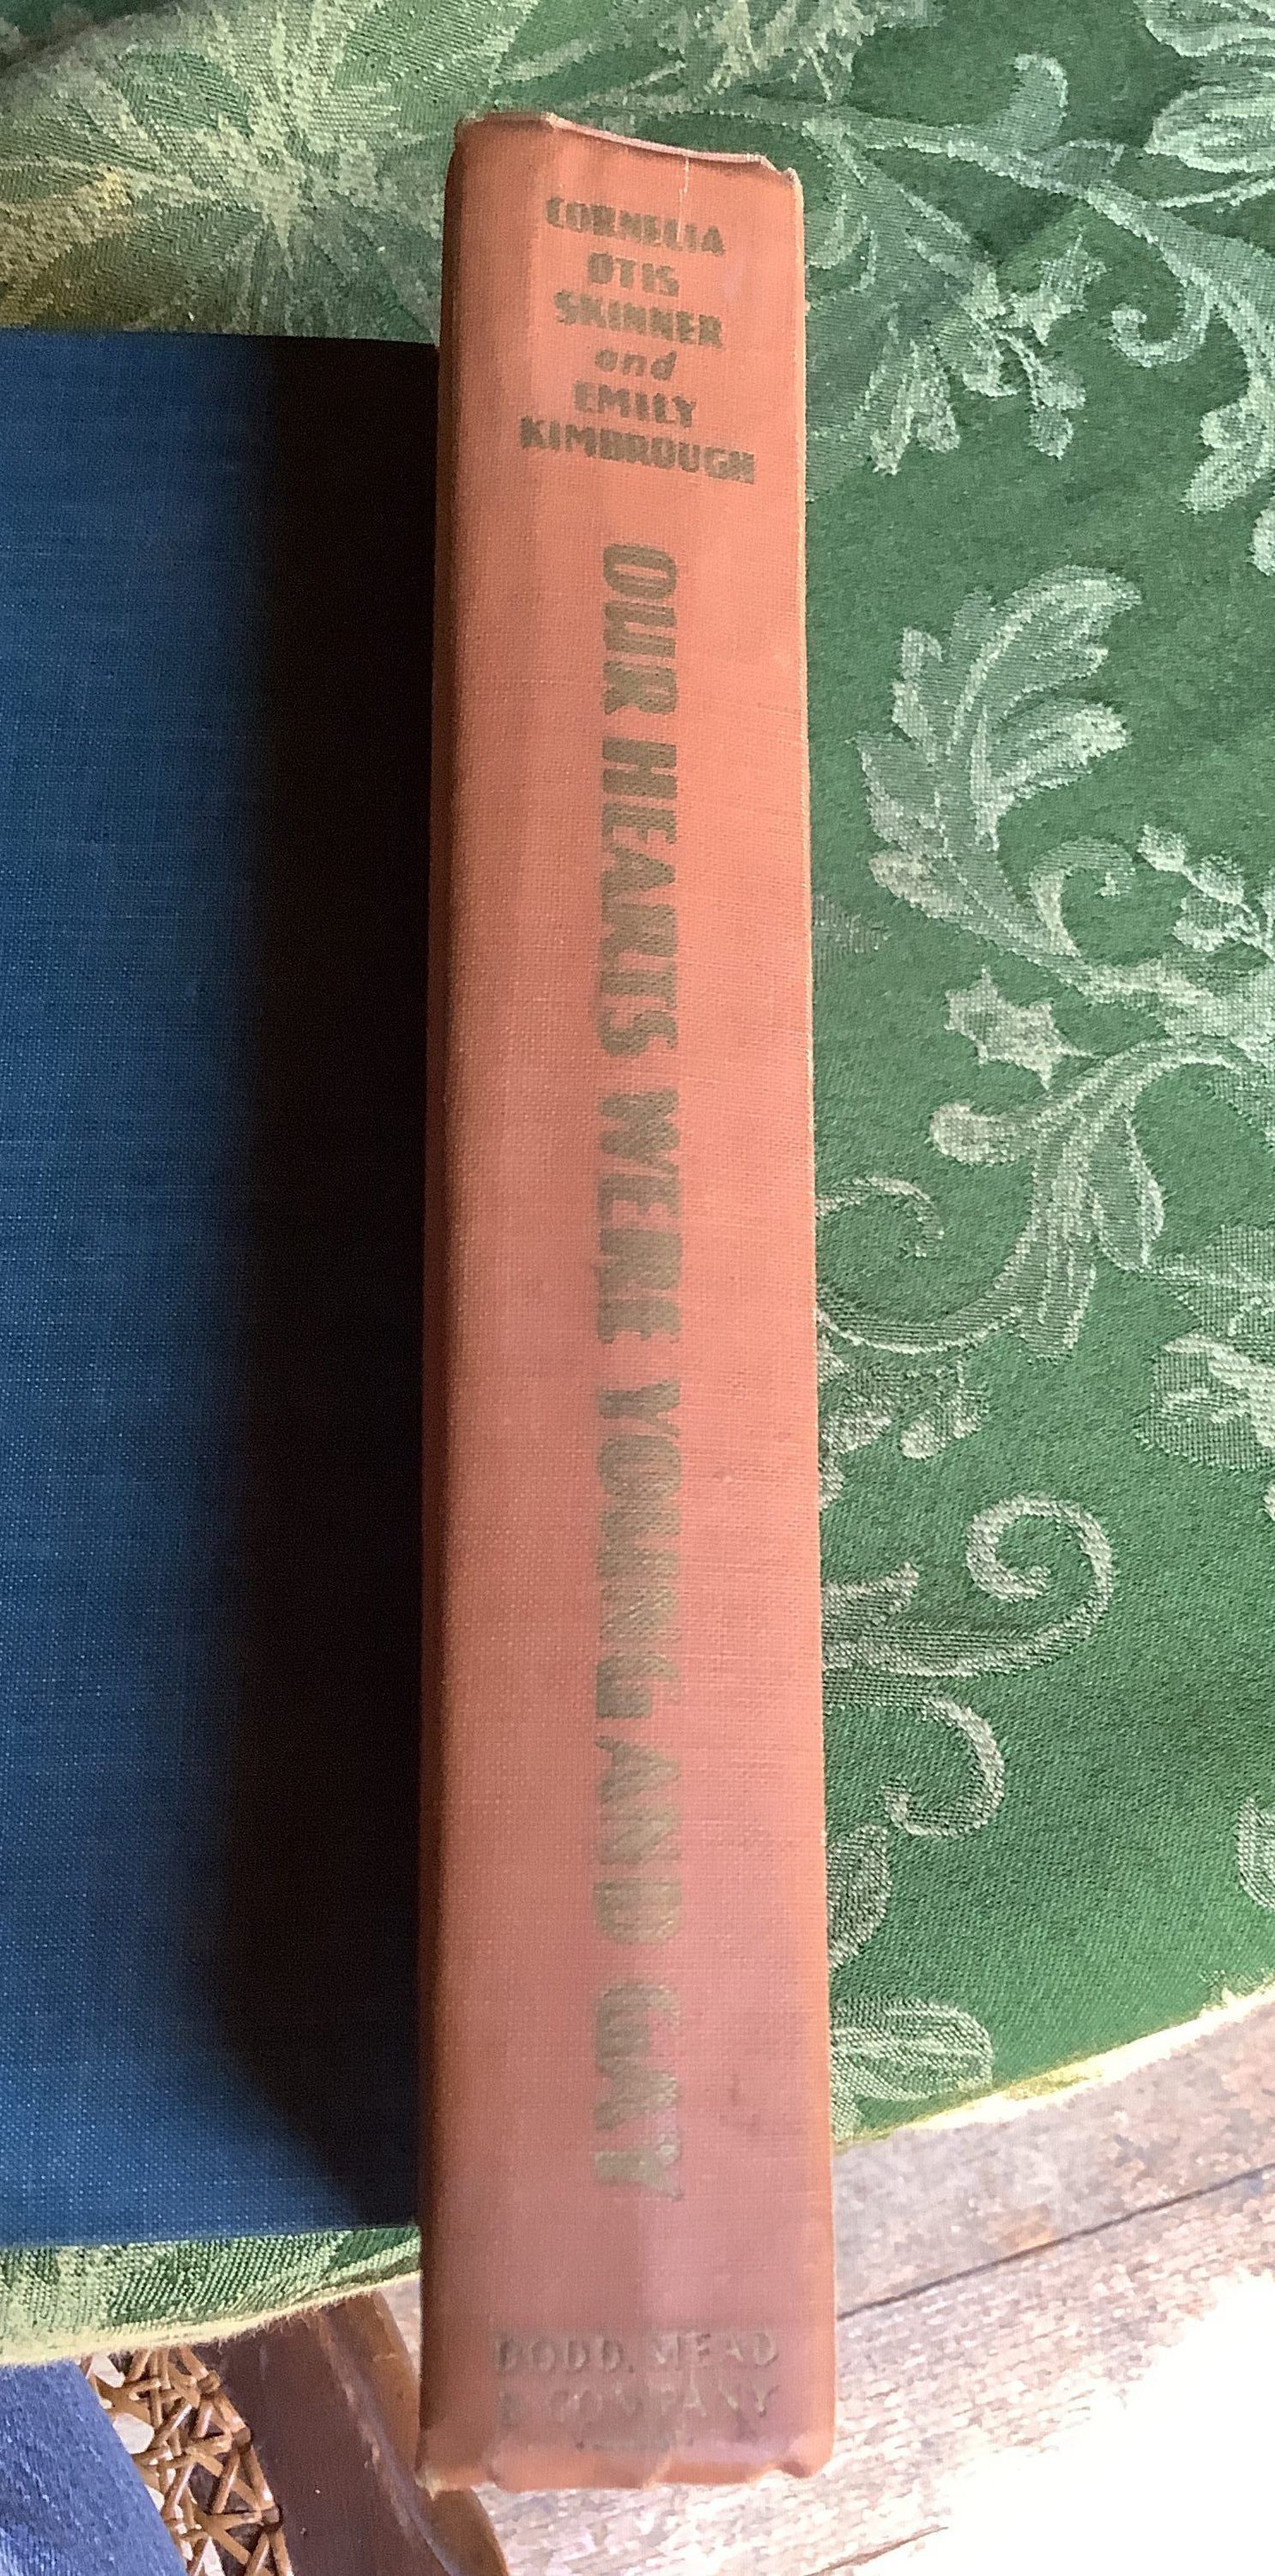 CORNELIA
OTIS
SKINNER
and
EMILY
KIMBROUGH
OUR HEARTS WERE YOUNG AND GAY
DODD, MEAD
& COMPANY